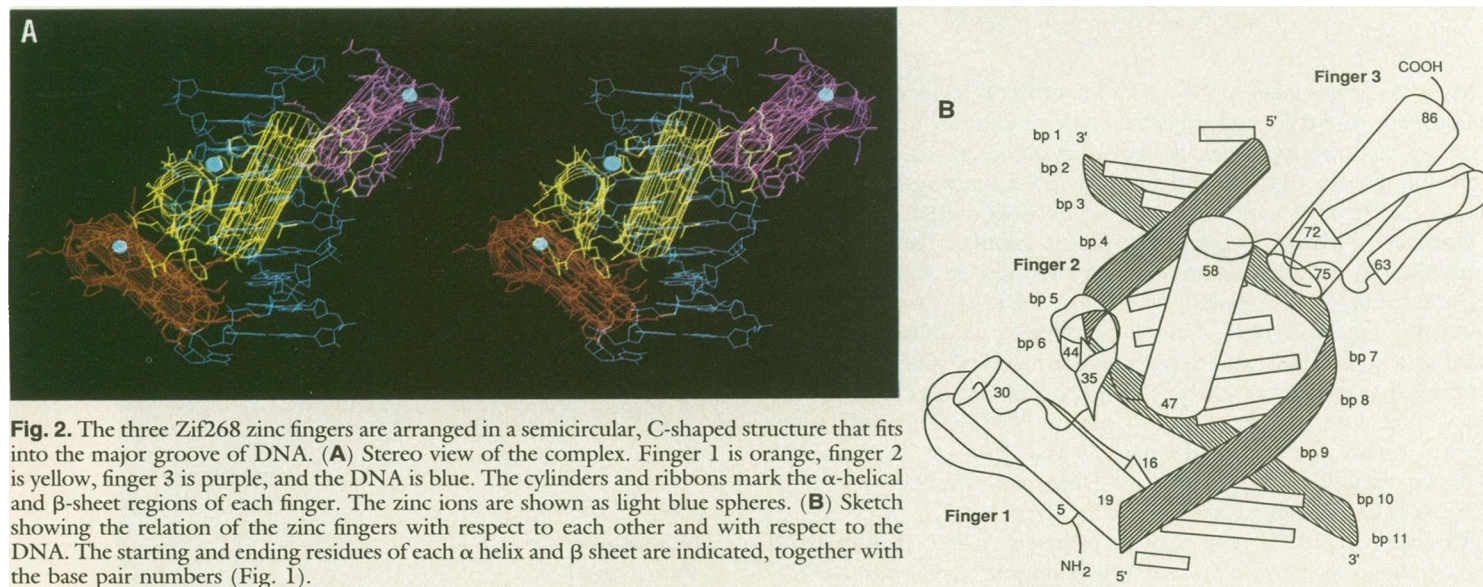 A
Fig. 2. The three Zif268 zinc fingers are arranged in a semicircular, C-shaped structure that fits
into the major groove of DNA. (A) Stereo view of the complex. Finger 1 is orange, finger 2
is yellow, finger 3 is purple, and the DNA is blue. The cylinders and ribbons mark the α-helical
and β-sheet regions of each finger. The zinc ions are shown as light blue spheres. (B) Sketch
showing the relation of the zinc fingers with respect to each other and with respect to the
DNA. The starting and ending residues of each α helix and β sheet are indicated, together with
the base pair numbers (Fig. 1).
B
Finger 3
COOH
86
5'
bp 1
3'
bp 2
bp 3
bp 4
72
63
75
Finger 2
58
bp 5
bp 6
44
35
bp 7
30
47
bp 8
bp 9
16
19
bp 10
Finger 1
5
bp 11
NH2
5'
3'